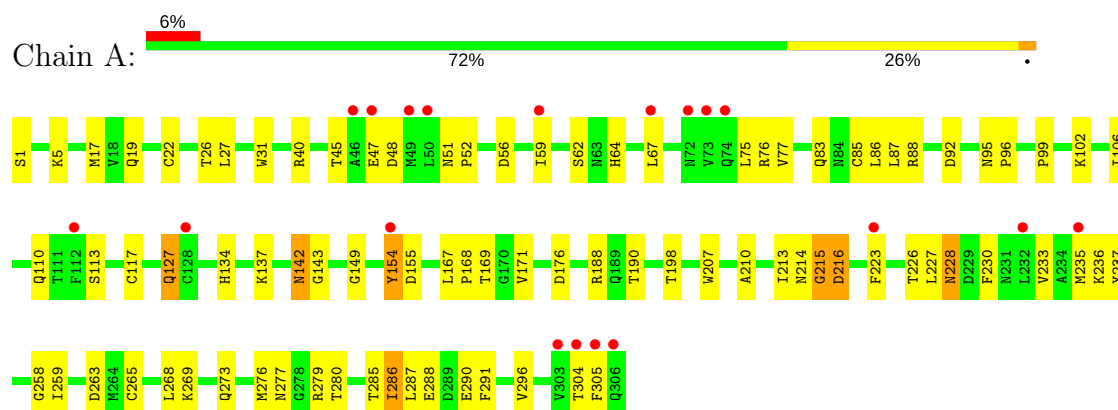 6%
Chain A:
72% 26% •
S1 K5 M17 V18 Q19 C22 T26 L27 W31 R40 T45 A46 E47 D48 M49 L50 N51 P52 D56 I59 S62 N63 H64 L67 N72 V73 Q74 L75 R76 V77 Q83 N84 C85 L86 L87 R88 D92 N95 P96 P99 K102 I106
Q110 T111 F112 S113 C117 Q127 C128 H134 K137 N142 G143 G149 Y154 D155 L167 P168 T169 G170 V171 D176 R188 Q189 T190 T198 W207 A210 I213 N214 G215 D216 F223 T226 L227 N228 D229 F230 N231 L232 V233 A234 M235 K236 Y237
G258 I259 D263 M264 C265 L268 K269 Q273 M276 N277 G278 R279 T280 T285 I286 L287 E288 D289 E290 F291 V296 V303 T304 F305 Q306